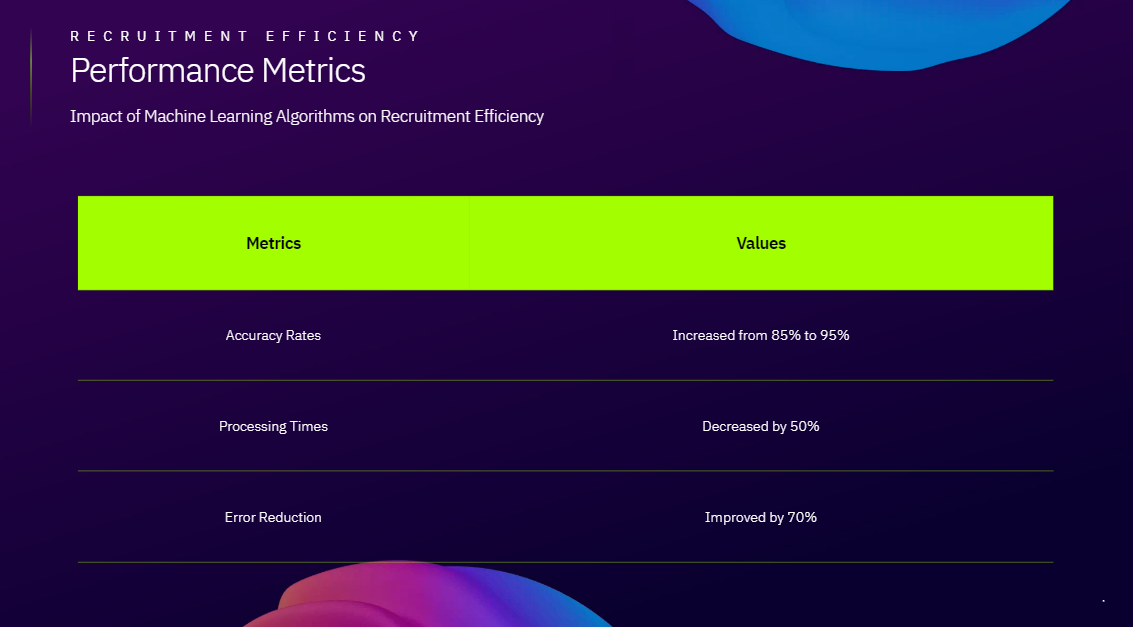 RECRUITMENT EFFICIENCY
Performance Metrics
Impact of Machine Learning Algorithms on Recruitment Efficiency
Metrics Values
Accuracy Rates Increased from 85% to 95%
Processing Times Decreased by 50%
Error Reduction Improved by 70%
.